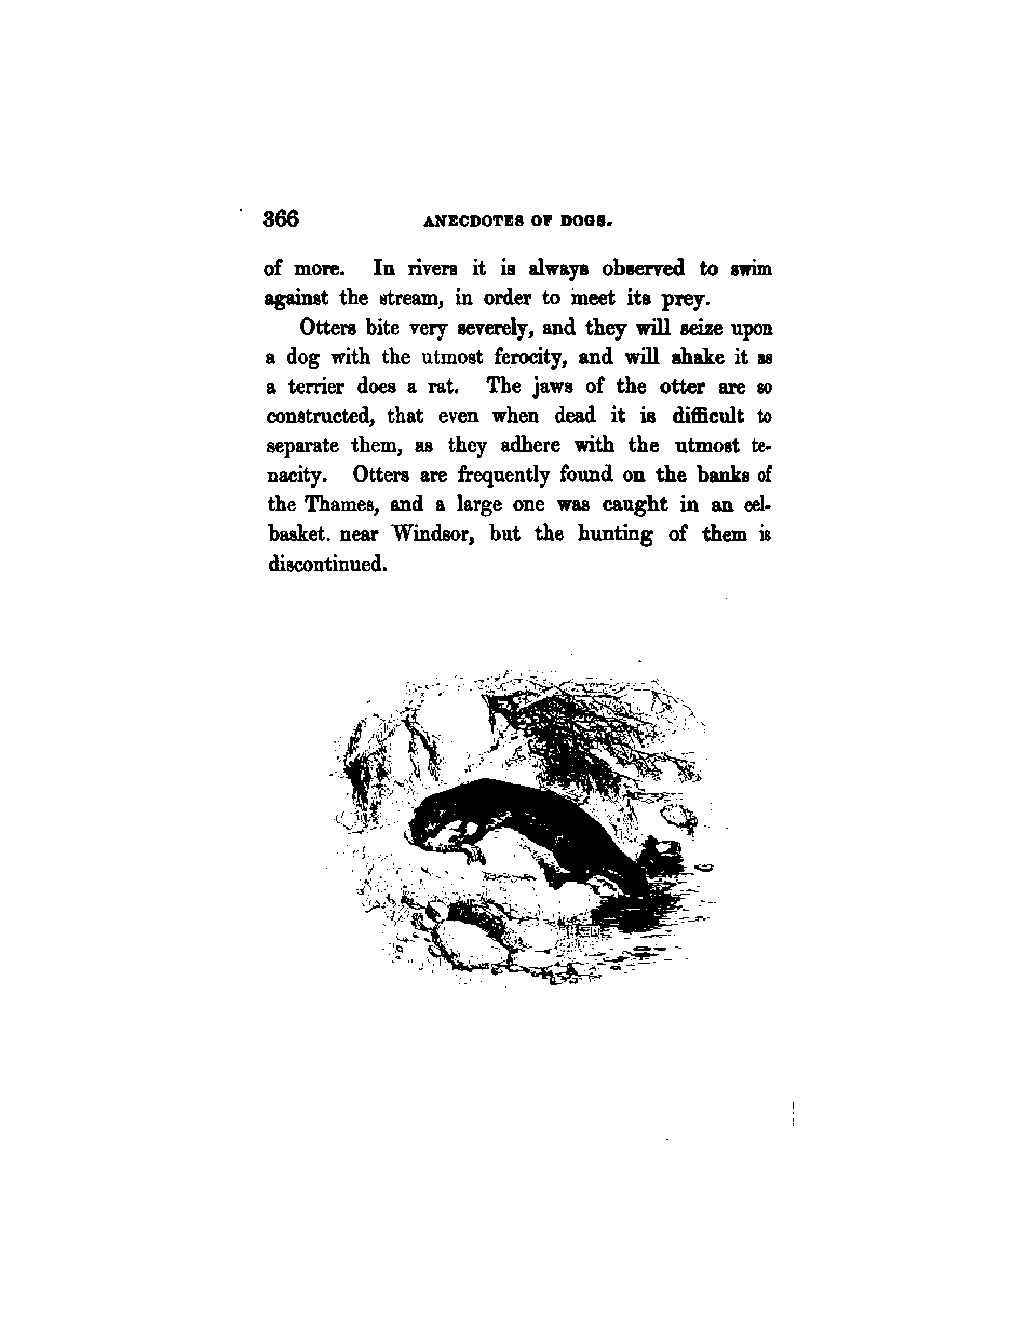 366 ANECDOTES OF DOGS.
of more. In rivers it is always observed to swim
against the stream, in order to meet its prey.
Otters bite very severely, and they will seize upon
a dog with the utmost ferocity, and will shake it as
a terrier does a rat. The jaws of the otter are so
constructed, that even when dead it is difficult to
separate them, as they adhere with the utmost te-
nacity. Otters are frequently found on the banks of
the Thames, and a large one was caught in an eel-
basket. near Windsor, but the hunting of them is
discontinued.